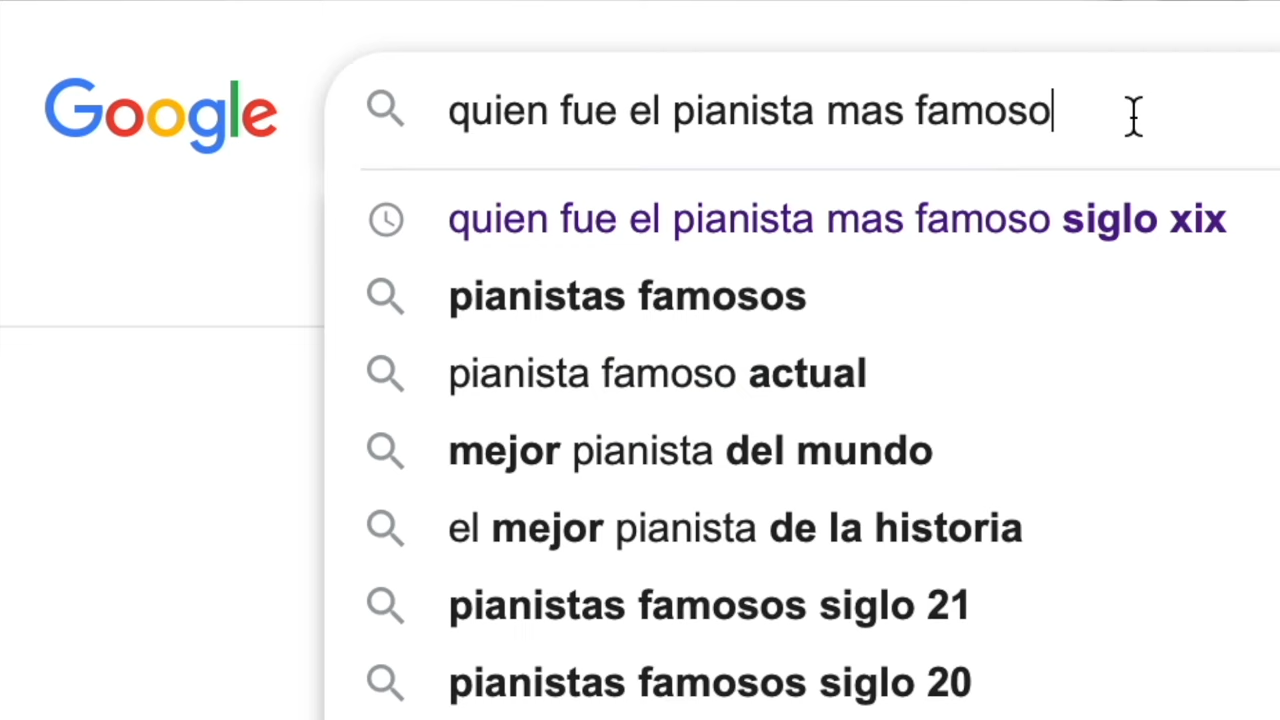 Google
quien fue el pianista mas famoso
quien fue el pianista mas famoso siglo xix
pianistas famosos
pianista famoso actual
mejor pianista del mundo
el mejor pianista de la historia
pianistas famosos siglo 21
pianistas famosos siglo 20